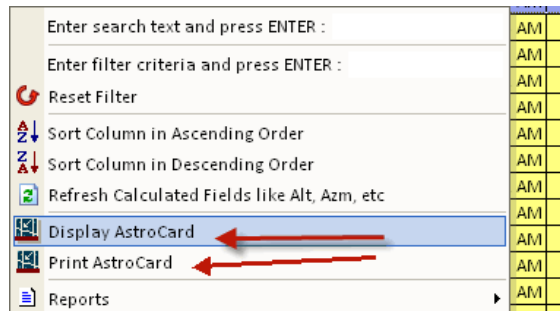 AM
Enter search text and press ENTER :
AM
AM
Enter filter criteria and press ENTER :
AM
Reset Filter
AM
AM
Sort Column in Ascending Order
AM
Sort Column in Descending Order
AM
Refresh Calculated Fields like Alt, Azm, etc
AM
Display AstroCard
AM
Print AstroCard
AM
Reports
AM